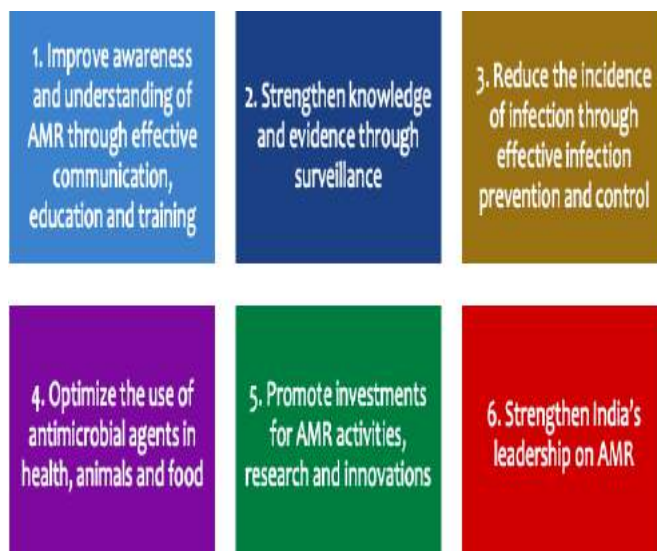 1. Improve awareness
and understanding of
AMR through effective
communication,
education and training
2. Strengthen knowledge
and evidence through
surveillance
3. Reduce the incidence
of infection through
effective infection
prevention and control
4. Optimize the use of
antimicrobial agents in
health, animals and food
5. Promote investments
for AMR activities,
research and innovations
6. Strengthen India's
leadership on AMR